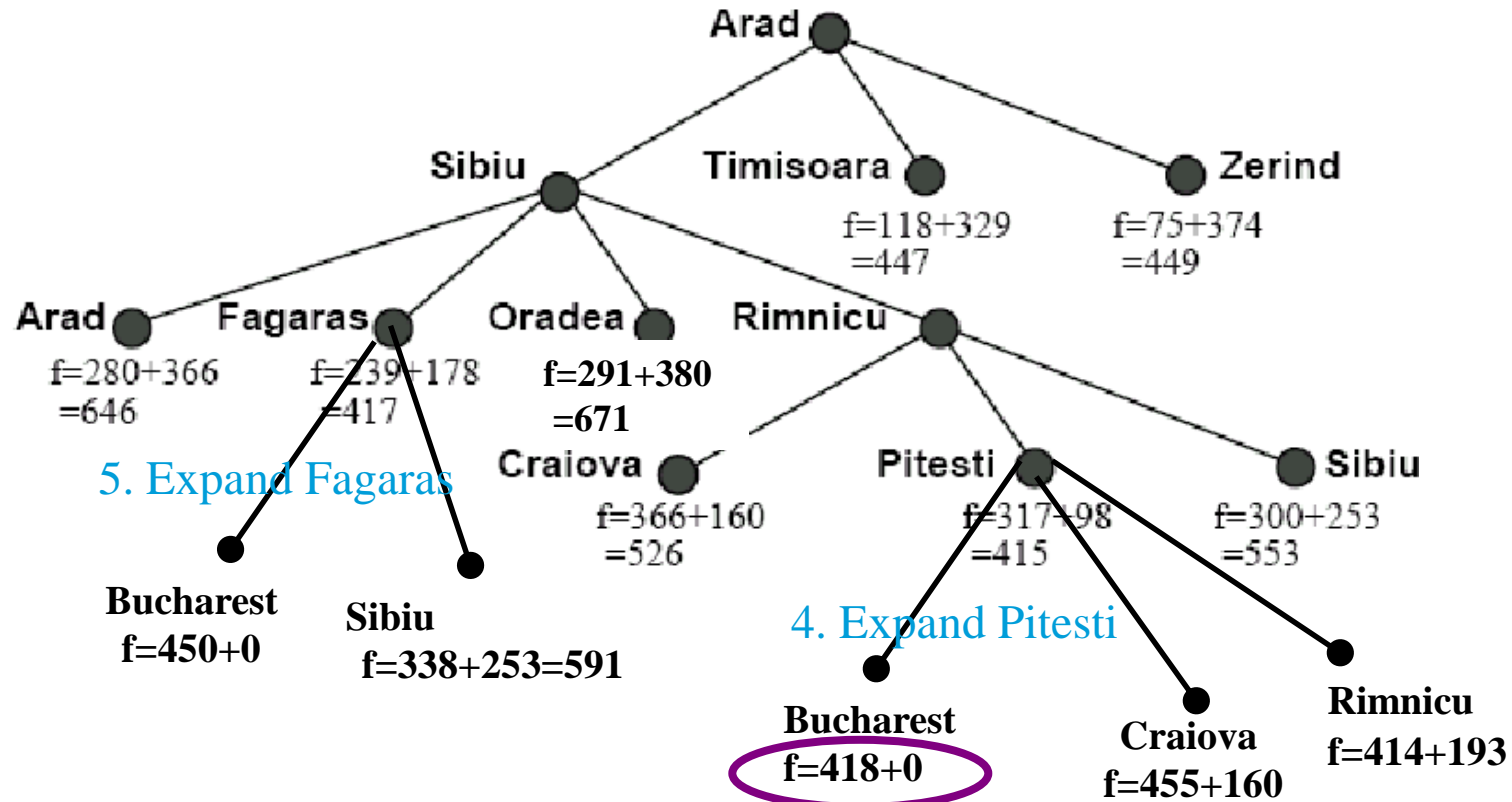 Arad
Sibiu
Timisoara
Zerind
f=118+329
=447
f=75+374
=449
Arad
Fagaras
Oradea
Rimnicu
f=280+366
=646
f=239+178
=417
f=291+380
=671
Craiova
Pitesti
Sibiu
f=366+160
=526
f=317+98
=415
f=300+253
=553
5. Expand Fagaras
Bucharest
f=450+0
Sibiu
f=338+253=591
4. Expand Pitesti
Bucharest
f=418+0
Craiova
f=455+160
Rimnicu
f=414+193